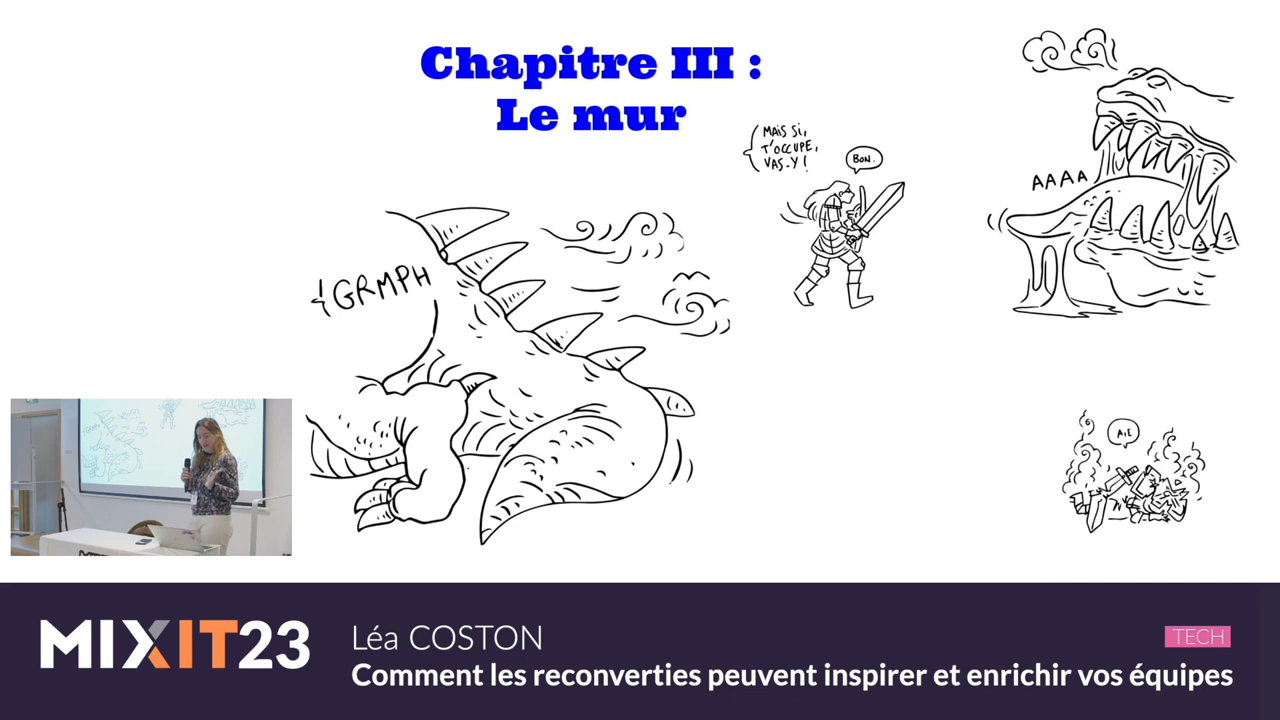 Chapitre III :
Le mur
MAIS SI,
T'OCCUPE,
VAS-Y !
BON.
AAAA
GRMPH
AIE
MIXIT23
Léa COSTON
TECH
Comment les reconverties peuvent inspirer et enrichir vos équipes